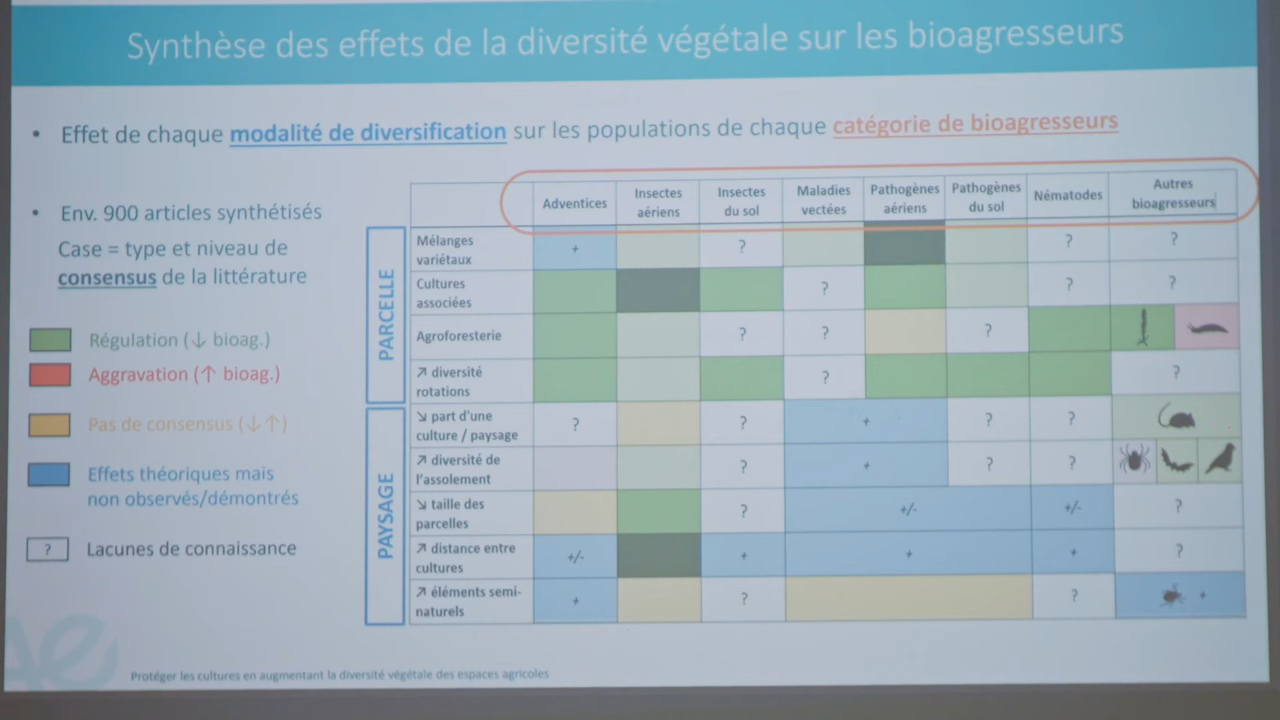 Synthèse des effets de la diversité végétale sur les bioagresseurs
• Effet de chaque modalité de diversification sur les populations de chaque catégorie de bioagresseurs
• Env. 900 articles synthétisés
Case = type et niveau de
consensus de la littérature
Régulation (↓ bioag.)
Aggravation (↑ bioag.)
Pas de consensus (↓↑)
Effets théoriques mais
non observés/démontrés
? Lacunes de connaissance
Adventices
Insectes
aériens
Insectes
du sol
Maladies
vectées
Pathogènes
aériens
Pathogènes
du sol
Nématodes
Autres
bioagresseurs
PARCELLE
Mélanges
variétaux
+ ? ? ?
Cultures
associées
? ? ?
Agroforesterie
? ? ?
↗ diversité
rotations
? ?
PAYSAGE
↘ part d'une
culture / paysage
? ? + ? ?
↗ diversité de
l'assolement
? + ? ?
↘ taille des
parcelles
? +/- +/- ?
↗ distance entre
cultures
+/- + + + ?
↗ éléments semi-
naturels
+ ? ? +
Protéger les cultures en augmentant la diversité végétale des espaces agricoles
ae